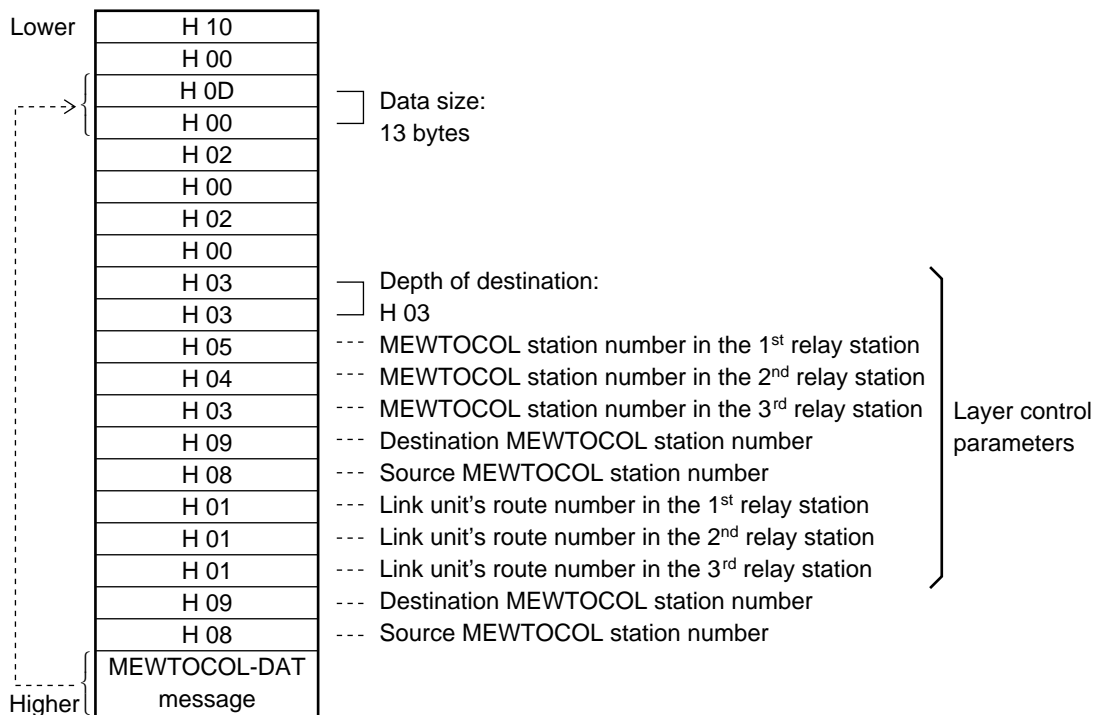 Lower H 10
H 00
H 0D
Data size:
H 00
13 bytes
H 02
H 00
H 02
H 00
H 03 Depth of destination:
H 03 H 03
H 05 --- MEWTOCOL station number in the 1st relay station
H 04 --- MEWTOCOL station number in the 2nd relay station
H 03 --- MEWTOCOL station number in the 3rd relay station
Layer control
parameters
H 09 --- Destination MEWTOCOL station number
H 08 --- Source MEWTOCOL station number
H 01 --- Link unit's route number in the 1st relay station
H 01 --- Link unit's route number in the 2nd relay station
H 01 --- Link unit's route number in the 3rd relay station
H 09 --- Destination MEWTOCOL station number
H 08 --- Source MEWTOCOL station number
MEWTOCOL-DAT
message
Higher